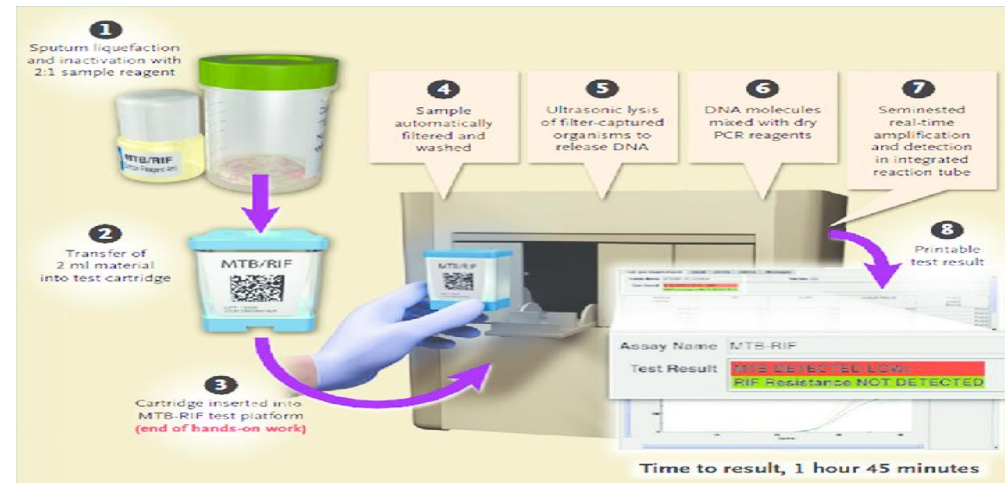 1
Sputum liquefaction
and inactivation with
2:1 sample reagent
MTB/RIF
2
Transfer of
2 ml material
into test cartridge
MTB/RIF
3
Cartridge inserted into
MTB-RIF test platform
(end of hands-on work)
MTB/RIF
4
Sample
automatically
filtered and
washed
5
Ultrasonic lysis
of filter-captured
organisms to
release DNA
6
DNA molecules
mixed with dry
PCR reagents
7
Seminested
real-time
amplification
and detection
in integrated
reaction tube
8
Printable
test result
Assay Name MTB-RIF
Test Result MTB DETECTED LOW;
RIF Resistance NOT DETECTED
Time to result, 1 hour 45 minutes